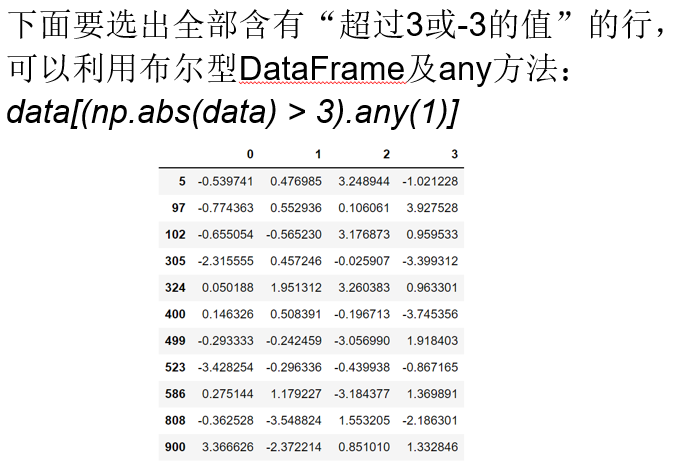 下面要选出全部含有“超过3或-3的值”的行，
可以利用布尔型DataFrame及any方法：
data[(np.abs(data) > 3).any(1)]
0 1 2 3
5 -0.539741 0.476985 3.248944 -1.021228
97 -0.774363 0.552936 0.106061 3.927528
102 -0.655054 -0.565230 3.176873 0.959533
305 -2.315555 0.457246 -0.025907 -3.399312
324 0.050188 1.951312 3.260383 0.963301
400 0.146326 0.508391 -0.196713 -3.745356
499 -0.293333 -0.242459 -3.056990 1.918403
523 -3.428254 -0.296336 -0.439938 -0.867165
586 0.275144 1.179227 -3.184377 1.369891
808 -0.362528 -3.548824 1.553205 -2.186301
900 3.366626 -2.372214 0.851010 1.332846